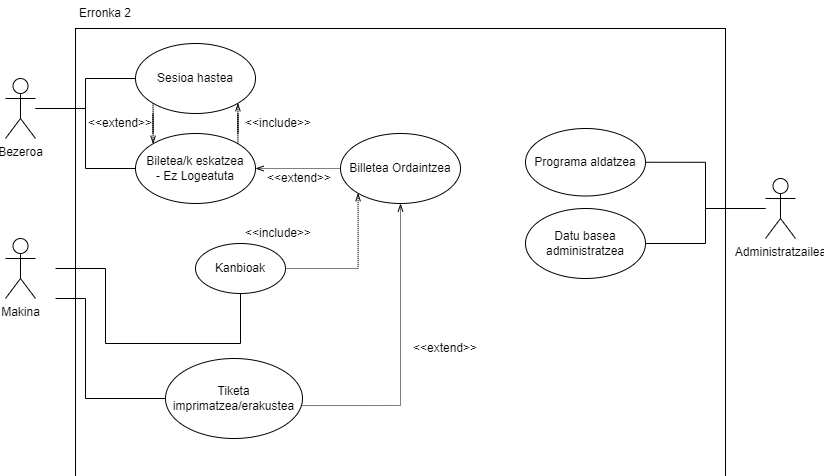 Erronka 2
Sesioa hastea
<<extend>>
<<include>>
Bezeroa
Biletea/k eskatzea
- Ez Logeatuta
Billetea Ordaintzea
<<extend>>
Programa aldatzea
Datu basea
administratzea
Administratzailea
<<include>>
Kanbioak
Makina
<<extend>>
Tiketa
imprimatzea/erakustea